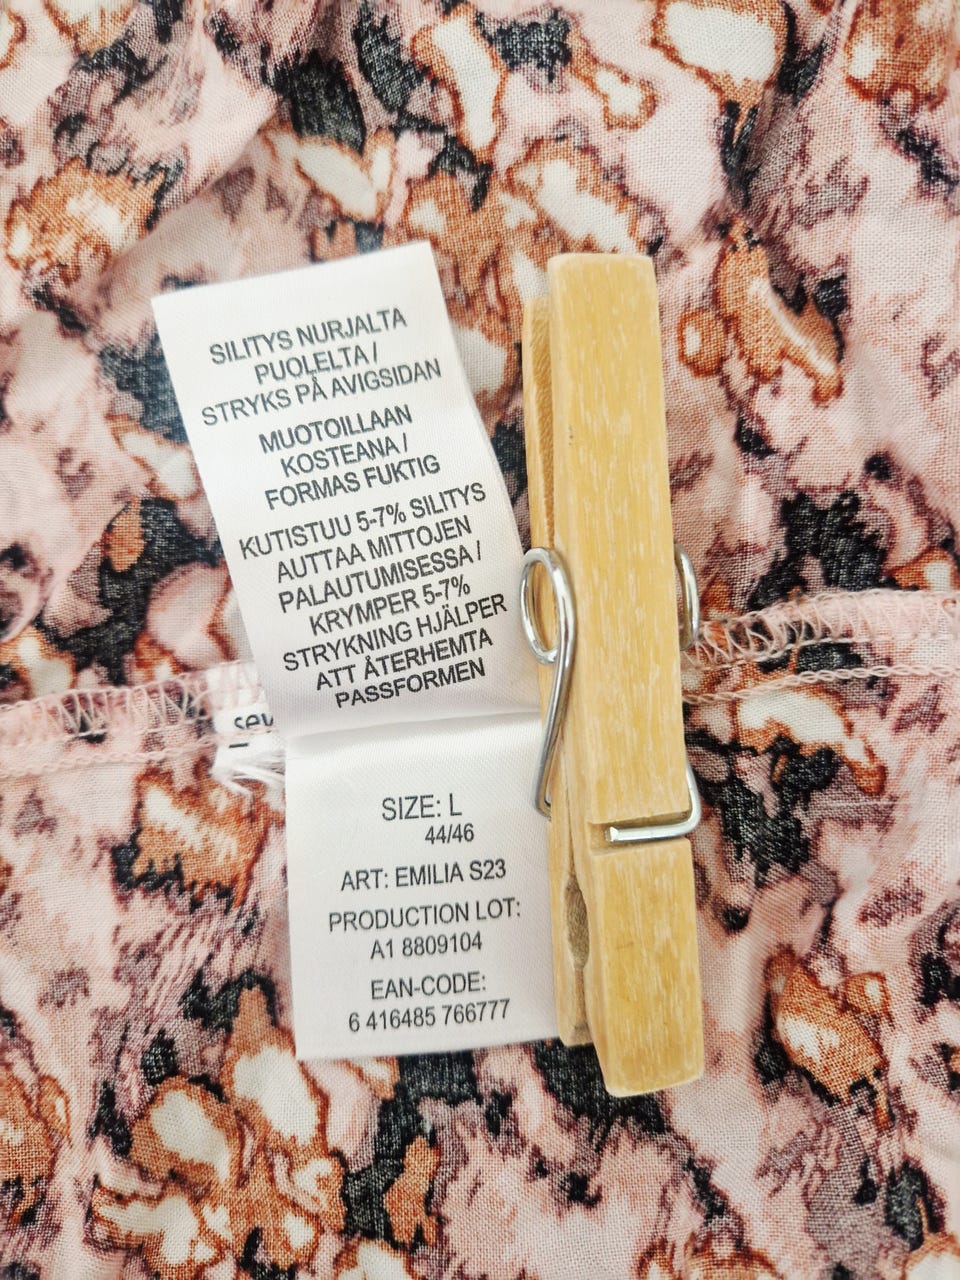 SILITYS NURJALTA
PUOLELTA /
STRYKS PÅ AVIGSIDAN
MUOTOILLAAN
KOSTEANA /
FORMAS FUKTIG
KUTISTUU 5-7% SILITYS
AUTTAA MITTOJEN
PALAUTUMISESSA /
KRYMPER 5-7%
STRYKNING HJÄLPER
ATT ÅTERHEMTA
PASSFORMEN
SIZE: L
44/46
ART: EMILIA S23
PRODUCTION LOT:
A1 8809104
EAN-CODE:
6 416485 766777